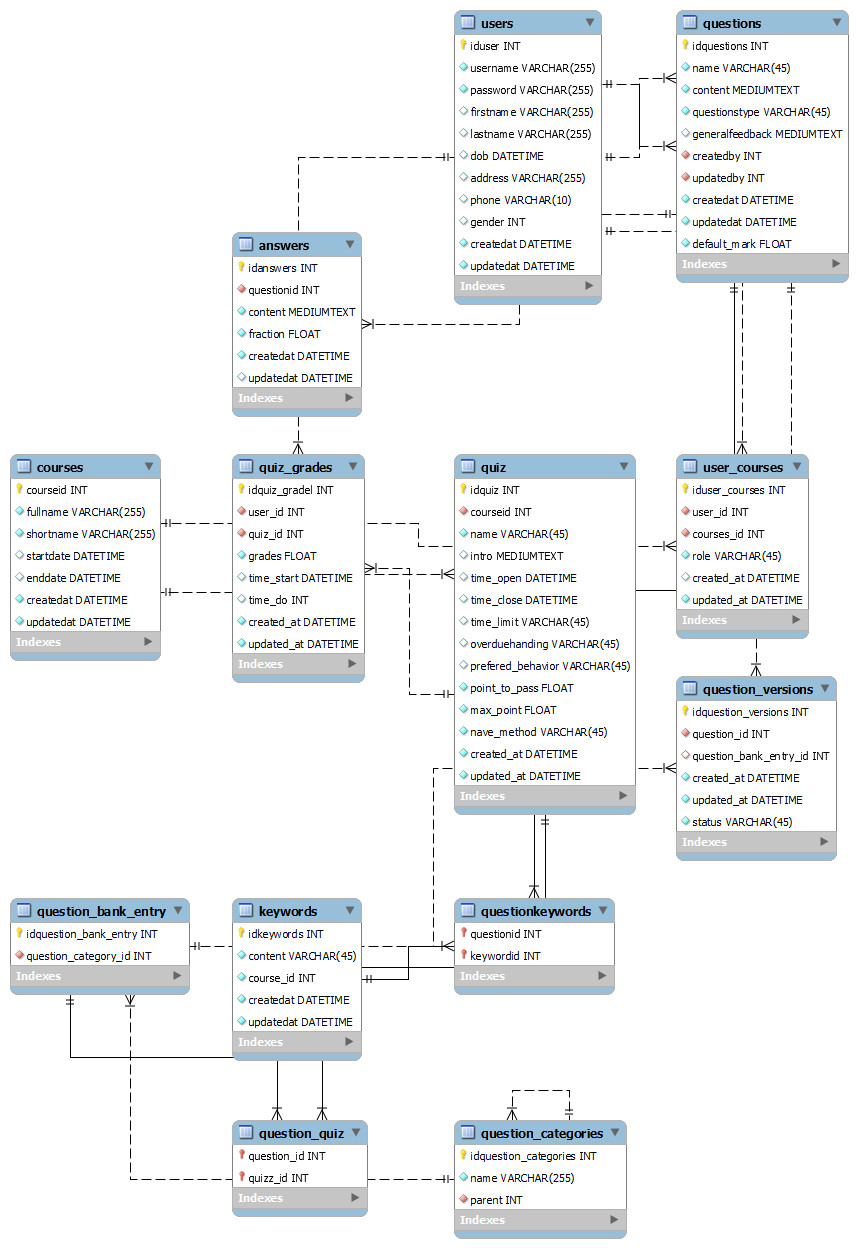 users
iduser INT
username VARCHAR(255)
password VARCHAR(255)
firstname VARCHAR(255)
lastname VARCHAR(255)
dob DATETIME
address VARCHAR(255)
phone VARCHAR(10)
gender INT
createdat DATETIME
updatedat DATETIME
Indexes
questions
idquestions INT
name VARCHAR(45)
content MEDIUMTEXT
questionstype VARCHAR(45)
generalfeedback MEDIUMTEXT
createdby INT
updatedby INT
createdat DATETIME
updatedat DATETIME
default_mark FLOAT
Indexes
answers
idanswers INT
questionid INT
content MEDIUMTEXT
fraction FLOAT
createdat DATETIME
updatedat DATETIME
Indexes
courses
courseid INT
fullname VARCHAR(255)
shortname VARCHAR(255)
startdate DATETIME
enddate DATETIME
createdat DATETIME
updatedat DATETIME
Indexes
quiz_grades
idquiz_gradel INT
user_id INT
quiz_id INT
grades FLOAT
time_start DATETIME
time_do INT
created_at DATETIME
updated_at DATETIME
Indexes
quiz
idquiz INT
courseid INT
name VARCHAR(45)
intro MEDIUMTEXT
time_open DATETIME
time_close DATETIME
time_limit VARCHAR(45)
overduehanding VARCHAR(45)
prefered_behavior VARCHAR(45)
point_to_pass FLOAT
max_point FLOAT
nave_method VARCHAR(45)
created_at DATETIME
updated_at DATETIME
Indexes
user_courses
iduser_courses INT
user_id INT
courses_id INT
role VARCHAR(45)
created_at DATETIME
updated_at DATETIME
Indexes
question_versions
idquestion_versions INT
question_id INT
question_bank_entry_id INT
created_at DATETIME
updated_at DATETIME
status VARCHAR(45)
Indexes
question_bank_entry
idquestion_bank_entry INT
question_category_id INT
Indexes
keywords
idkeywords INT
content VARCHAR(45)
course_id INT
createdat DATETIME
updatedat DATETIME
Indexes
questionkeywords
questionid INT
keywordid INT
Indexes
question_quiz
question_id INT
quizz_id INT
Indexes
question_categories
idquestion_categories INT
name VARCHAR(255)
parent INT
Indexes